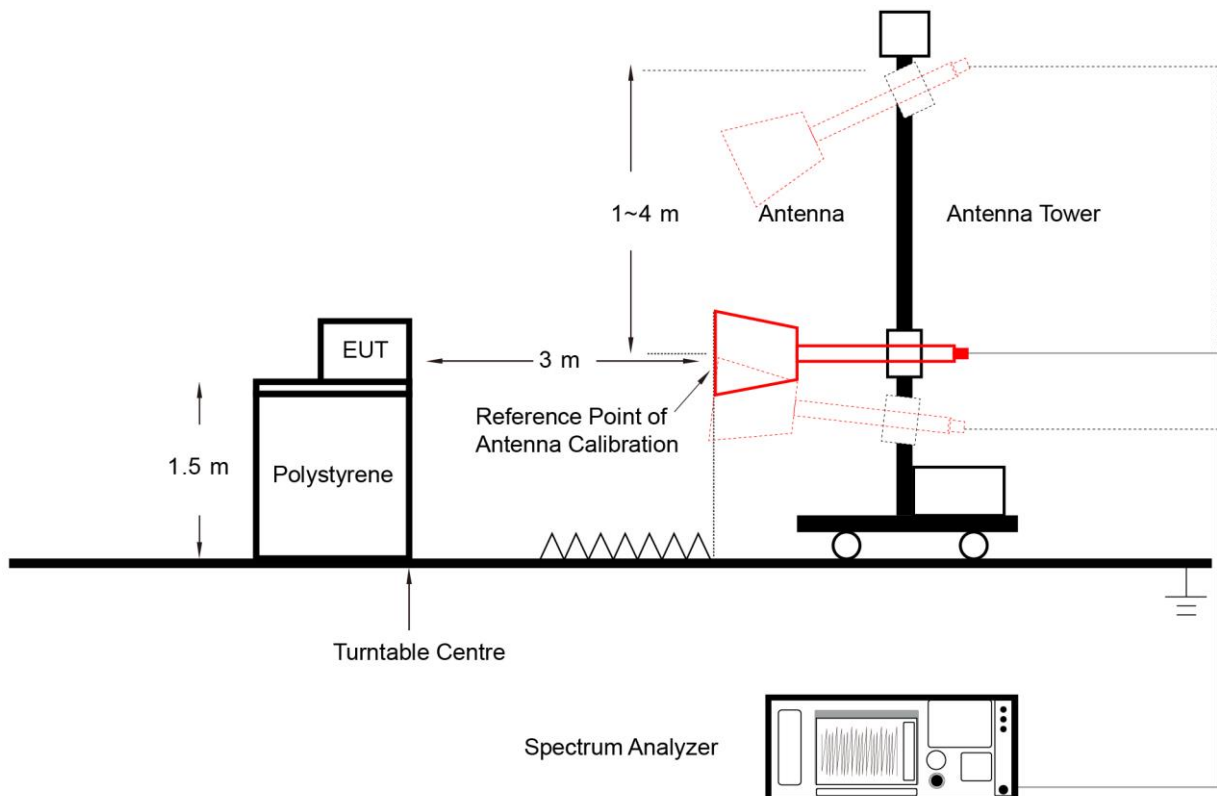 1~4 m
Antenna
Antenna Tower
EUT
3 m
Reference Point of
Antenna Calibration
1.5 m
Polystyrene
Turntable Centre
Spectrum Analyzer